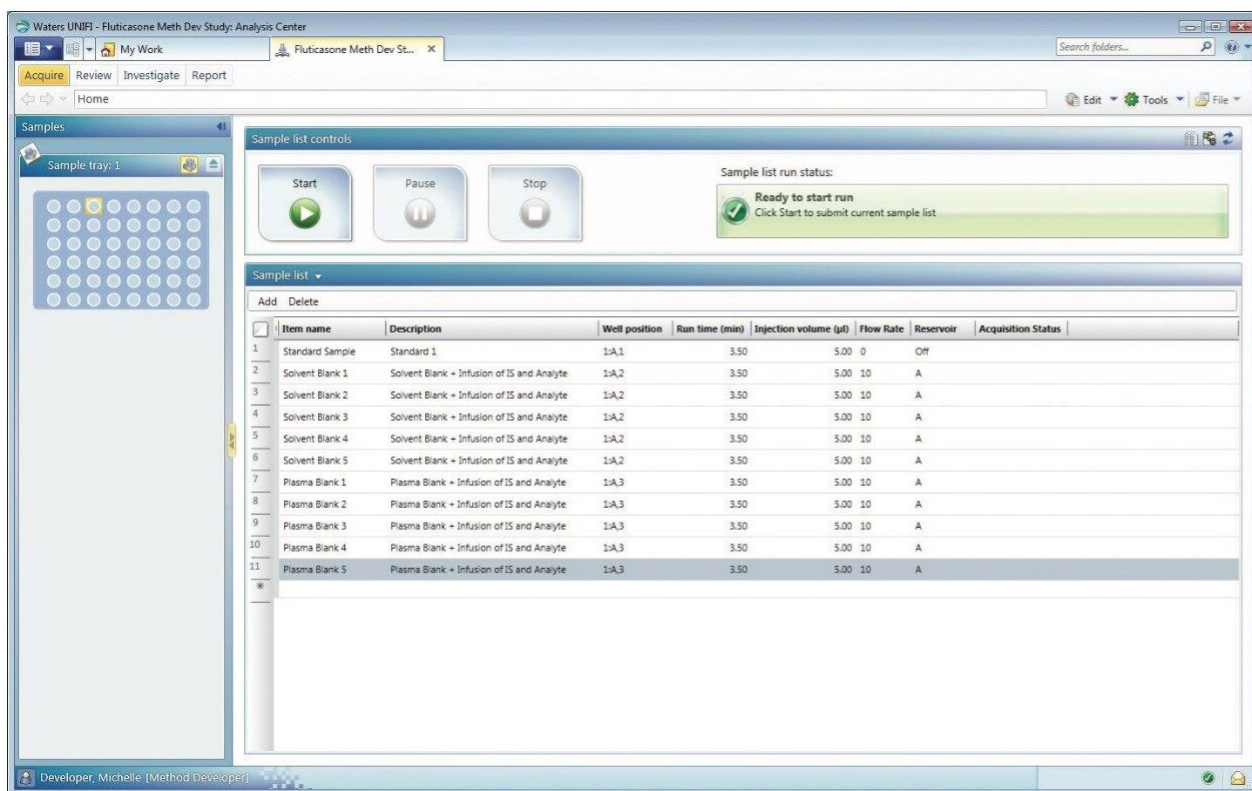 Waters UNIFI - Fluticasone Meth Dev Study: Analysis Center
My Work
Fluticasone Meth Dev St... X
Search folders...
Acquire Review Investigate Report
Home
Edit Tools File
Samples
Sample tray: 1
Sample list controls
Start Pause Stop
Sample list run status:
Ready to start run
Click Start to submit current sample list
Sample list
Add Delete
Item name Description Well position Run time (min) Injection volume (µl) Flow Rate Reservoir Acquisition Status
1 Standard Sample Standard 1 1:A,1 3.50 5.00 0 Off
2 Solvent Blank 1 Solvent Blank + Infusion of IS and Analyte 1:A,2 3.50 5.00 10 A
3 Solvent Blank 2 Solvent Blank + Infusion of IS and Analyte 1:A,2 3.50 5.00 10 A
4 Solvent Blank 3 Solvent Blank + Infusion of IS and Analyte 1:A,2 3.50 5.00 10 A
5 Solvent Blank 4 Solvent Blank + Infusion of IS and Analyte 1:A,2 3.50 5.00 10 A
6 Solvent Blank 5 Solvent Blank + Infusion of IS and Analyte 1:A,2 3.50 5.00 10 A
7 Plasma Blank 1 Plasma Blank + Infusion of IS and Analyte 1:A,3 3.50 5.00 10 A
8 Plasma Blank 2 Plasma Blank + Infusion of IS and Analyte 1:A,3 3.50 5.00 10 A
9 Plasma Blank 3 Plasma Blank + Infusion of IS and Analyte 1:A,3 3.50 5.00 10 A
10 Plasma Blank 4 Plasma Blank + Infusion of IS and Analyte 1:A,3 3.50 5.00 10 A
11 Plasma Blank 5 Plasma Blank + Infusion of IS and Analyte 1:A,3 3.50 5.00 10 A
*
Developer, Michelle [Method Developer]